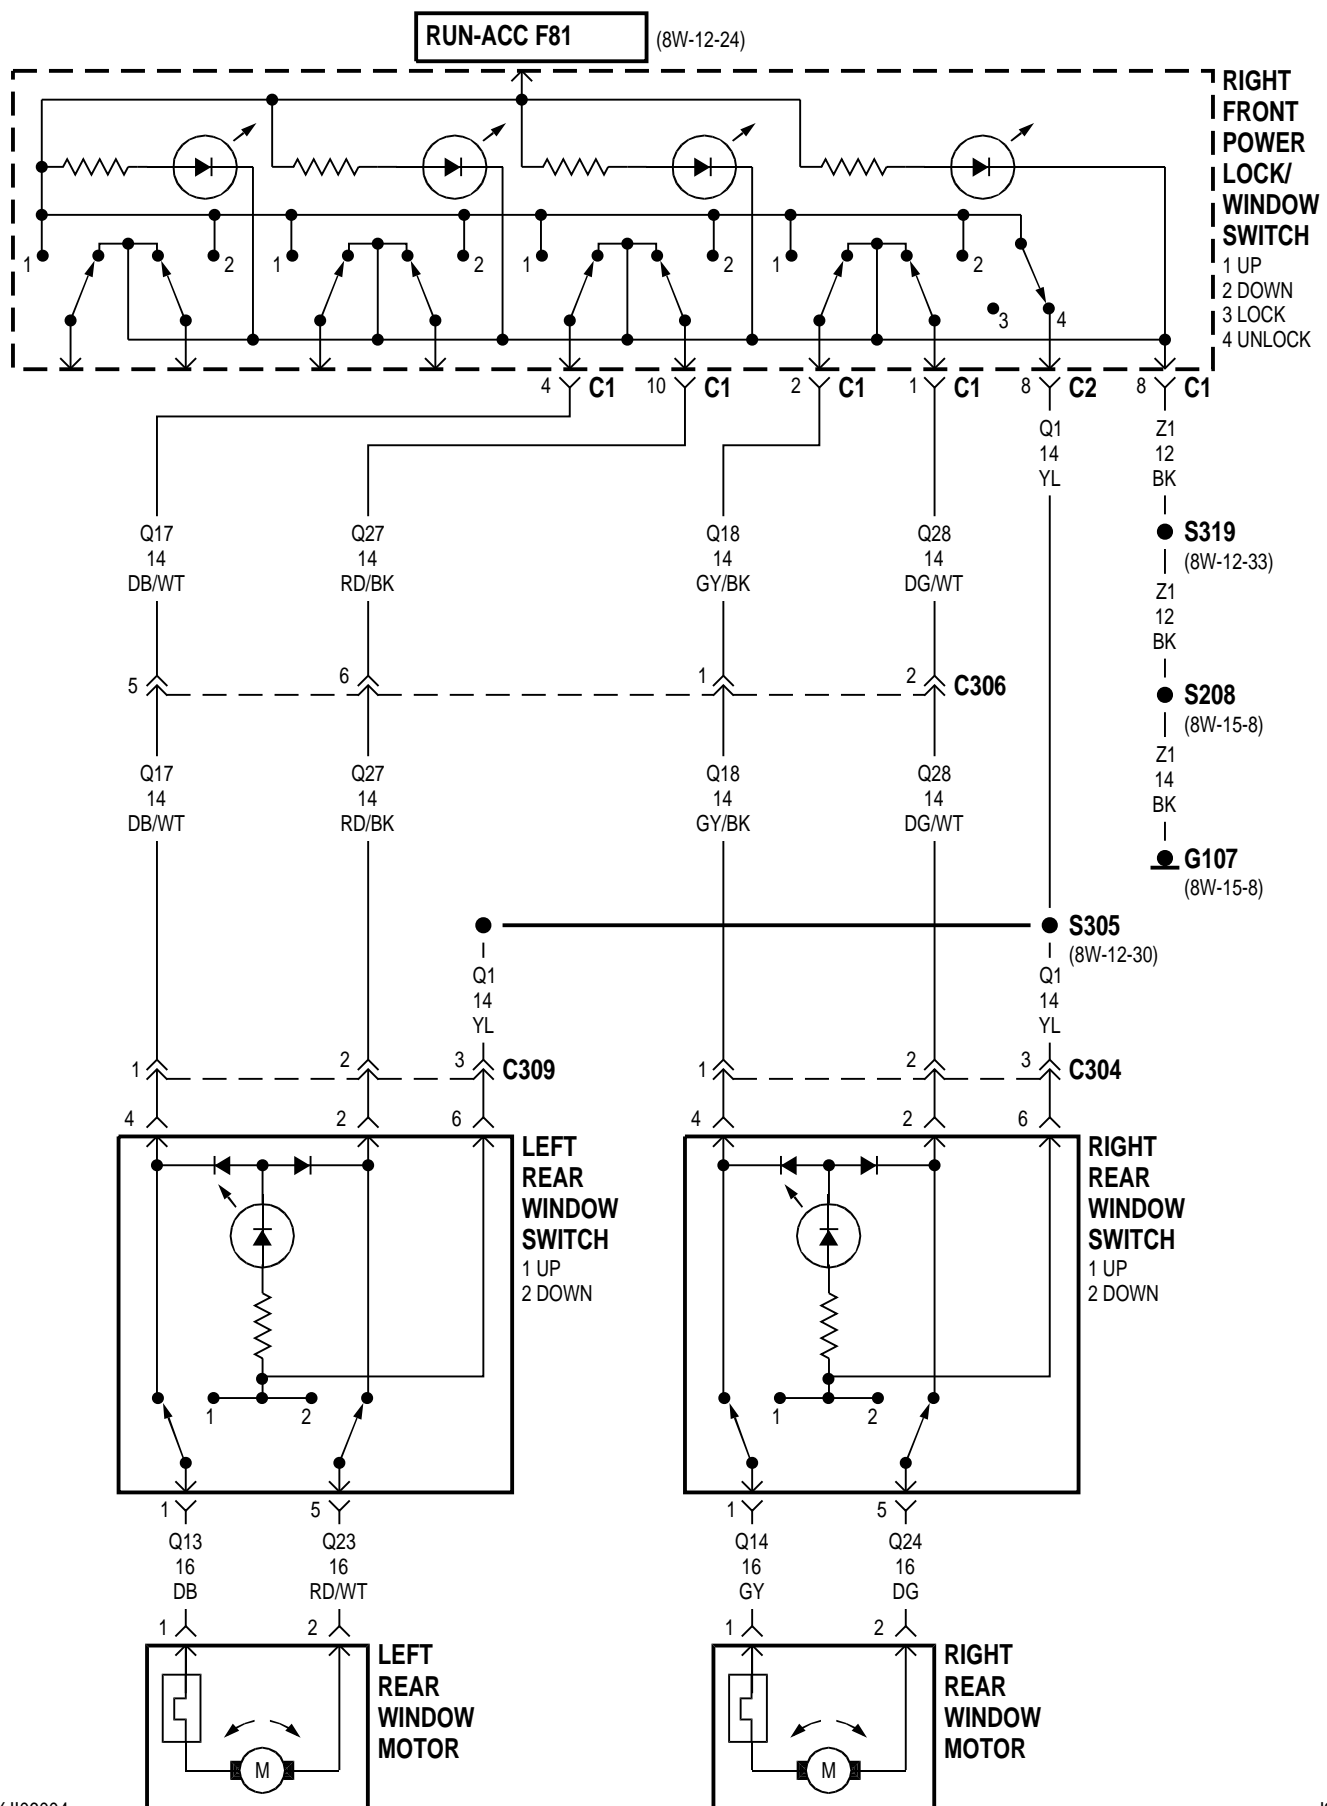 RUN-ACC F81 (8W-12-24)
RIGHT
FRONT
POWER
LOCK/
WINDOW
SWITCH
1 UP
2 DOWN
3 LOCK
4 UNLOCK
1 2 1 2 1 2 1 2
3 4
4 C1 10 C1 2 C1 1 C1 8 C2 8 C1
Q1 Z1
14 12
YL BK
Q17 Q27 Q18 Q28 S319
14 14 14 14 (8W-12-33)
DB/WT RD/BK GY/BK DG/WT Z1
12
BK
5 6 1 2 C306 S208
(8W-15-8)
Q17 Q27 Q18 Q28 Z1
14 14 14 14 14
DB/WT RD/BK GY/BK DG/WT BK
G107
(8W-15-8)
S305
(8W-12-30)
Q1 Q1
14 14
YL YL
1 2 3 C309 1 2 3 C304
4 2 6 4 2 6
LEFT
REAR
WINDOW
SWITCH
1 UP
2 DOWN
RIGHT
REAR
WINDOW
SWITCH
1 UP
2 DOWN
1 2 1 2
1 5 1 5
Q13 Q23 Q14 Q24
16 16 16 16
DB RD/WT GY DG
1 2 1 2
LEFT
REAR
WINDOW
MOTOR
RIGHT
REAR
WINDOW
MOTOR
M M